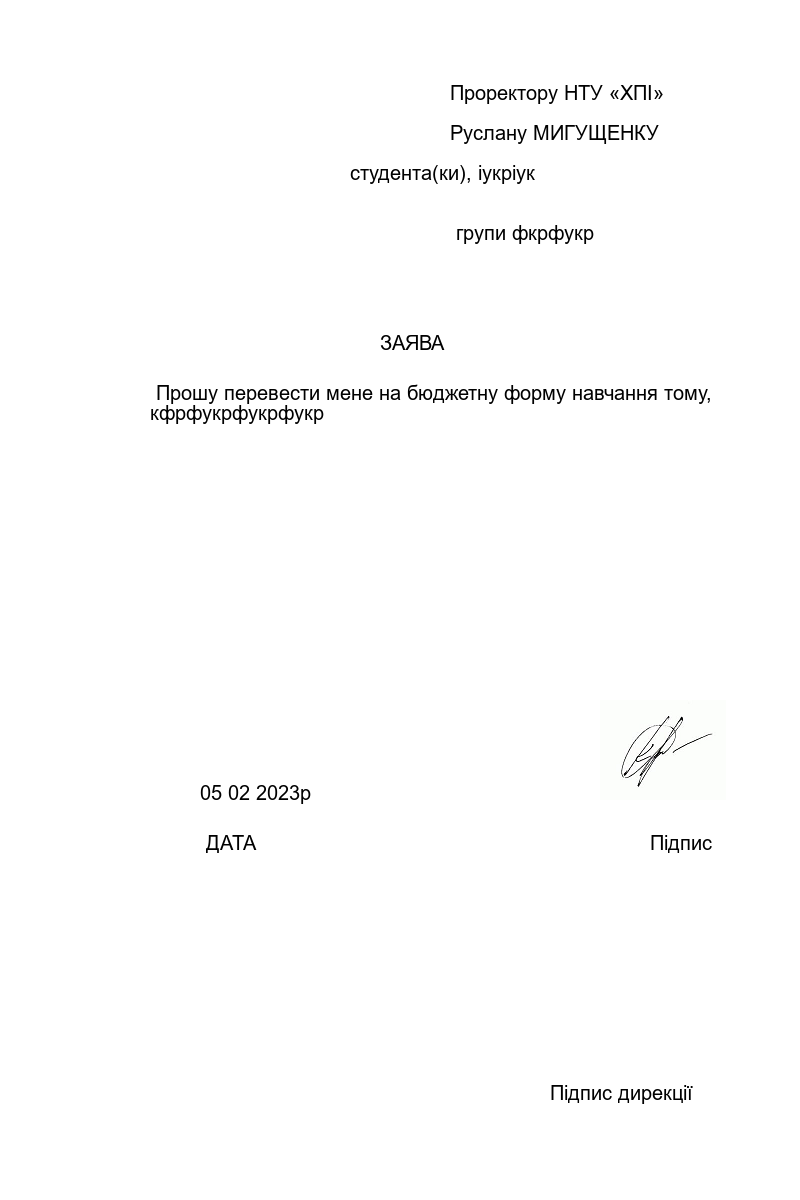 Проректору НТУ «ХПІ»
Руслану МИГУЩЕНКУ
студента(ки), іукріук
групи фкрфукр
ЗАЯВА
Прошу перевести мене на бюджетну форму навчання тому,
кфрфукрфукрфукр
05 02 2023р
ДАТА
Підпис
Підпис дирекції